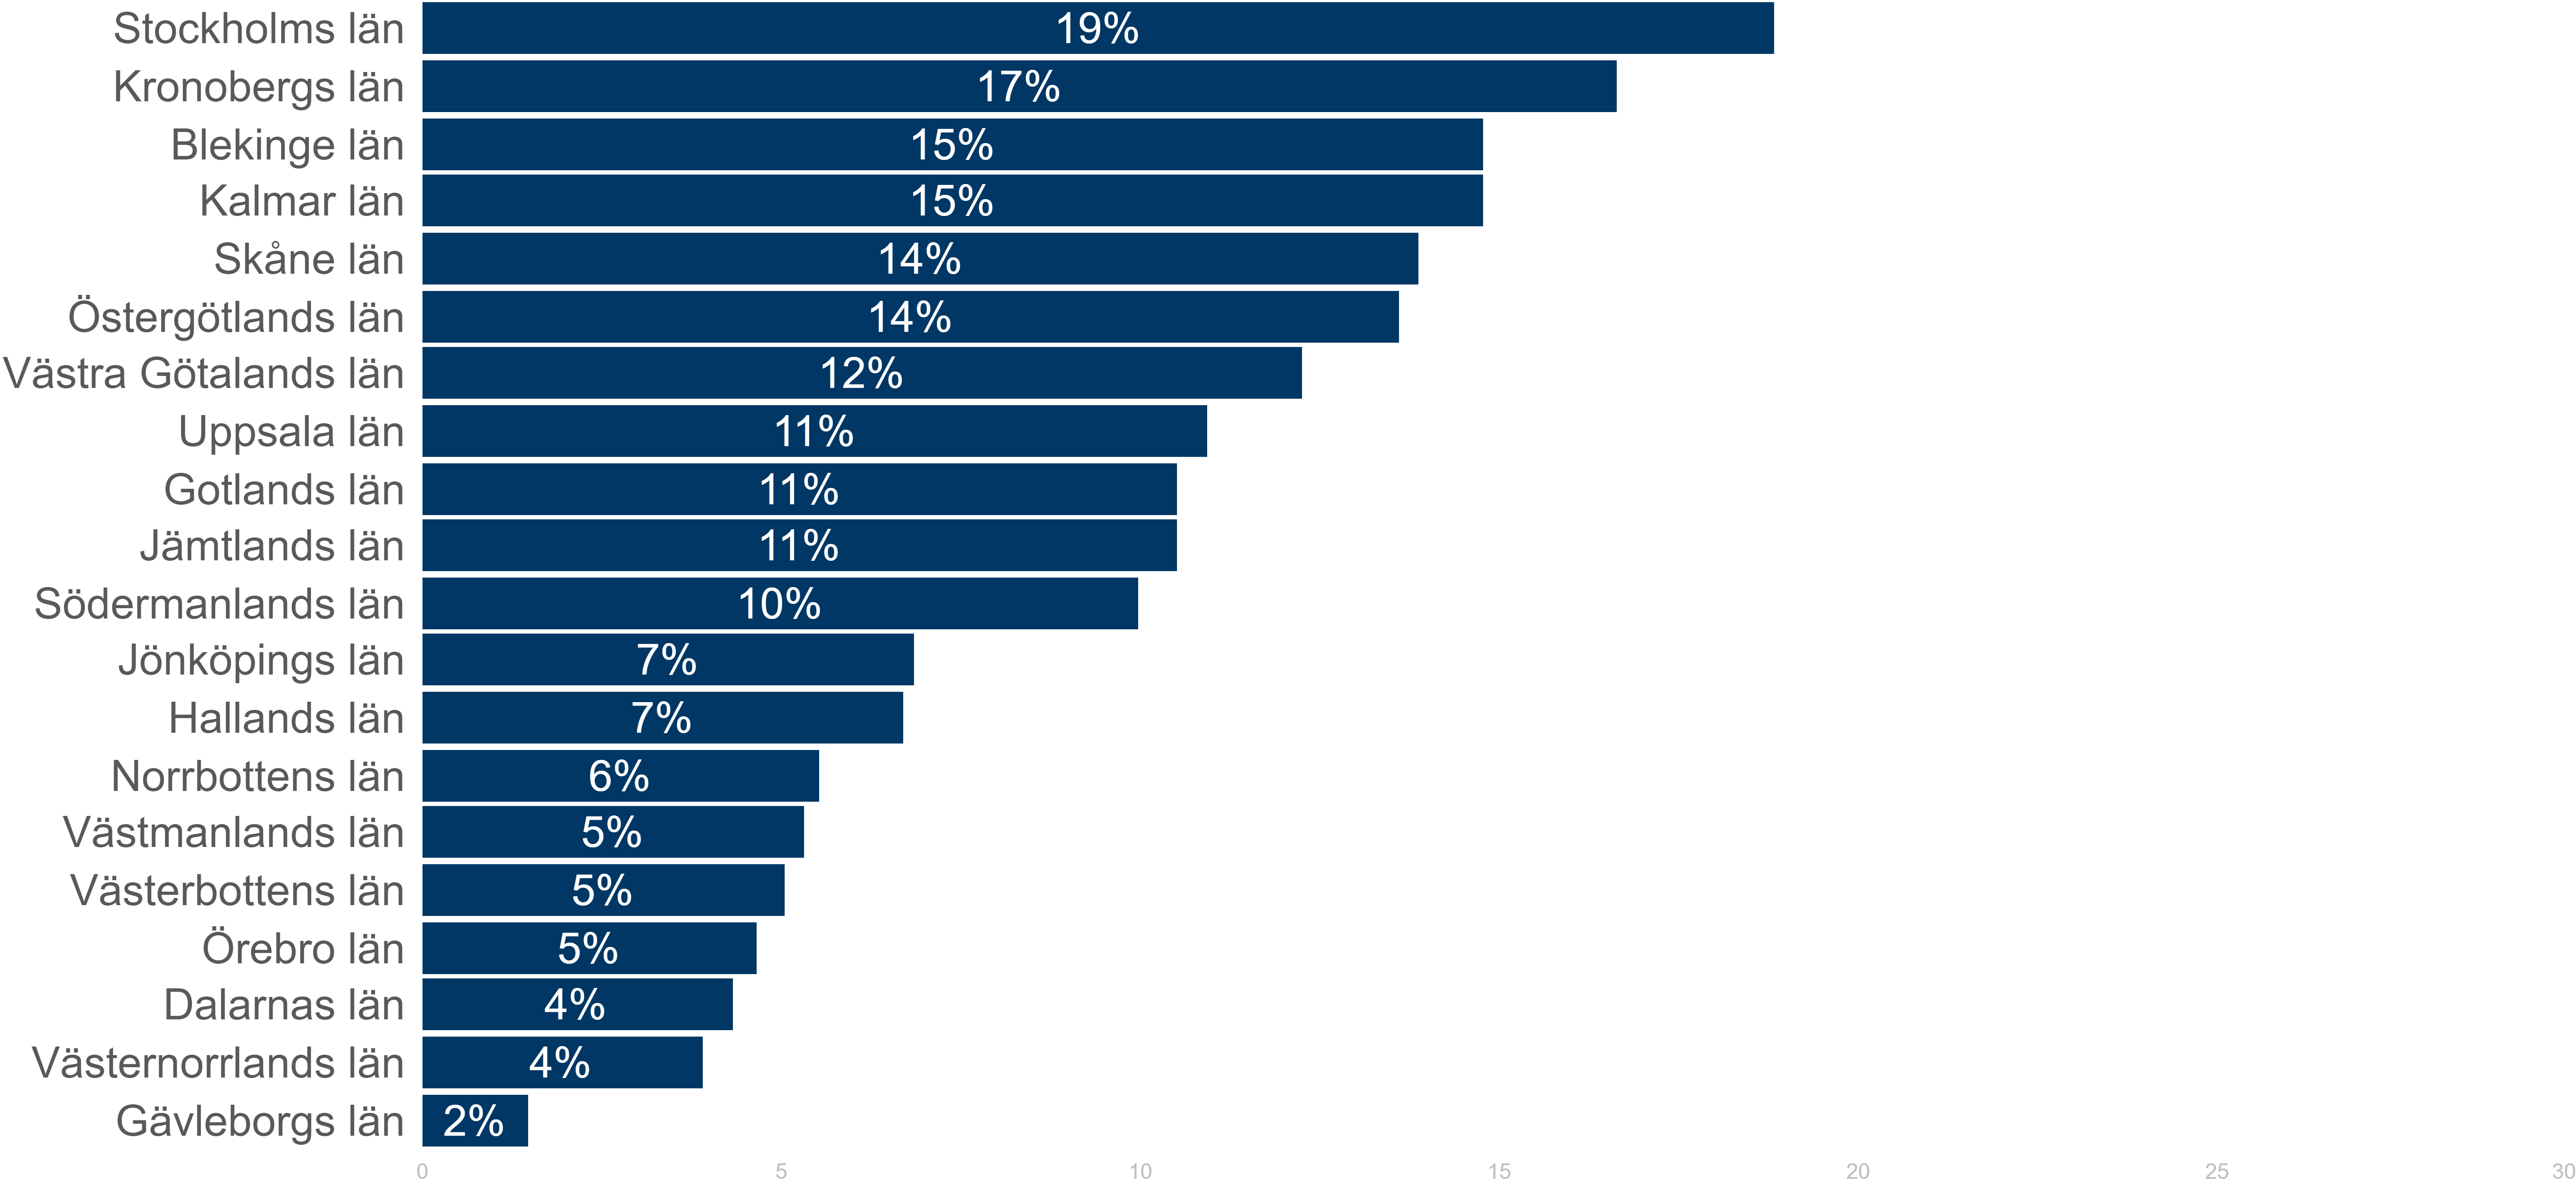 Stockholms län 19%
Kronobergs län 17%
Blekinge län 15%
Kalmar län 15%
Skåne län 14%
Östergötlands län 14%
Västra Götalands län 12%
Uppsala län 11%
Gotlands län 11%
Jämtlands län 11%
Södermanlands län 10%
Jönköpings län 7%
Hallands län 7%
Norrbottens län 6%
Västmanlands län 5%
Västerbottens län 5%
Örebro län 5%
Dalarnas län 4%
Västernorrlands län 4%
Gävleborgs län 2%
0 5 10 15 20 25 30